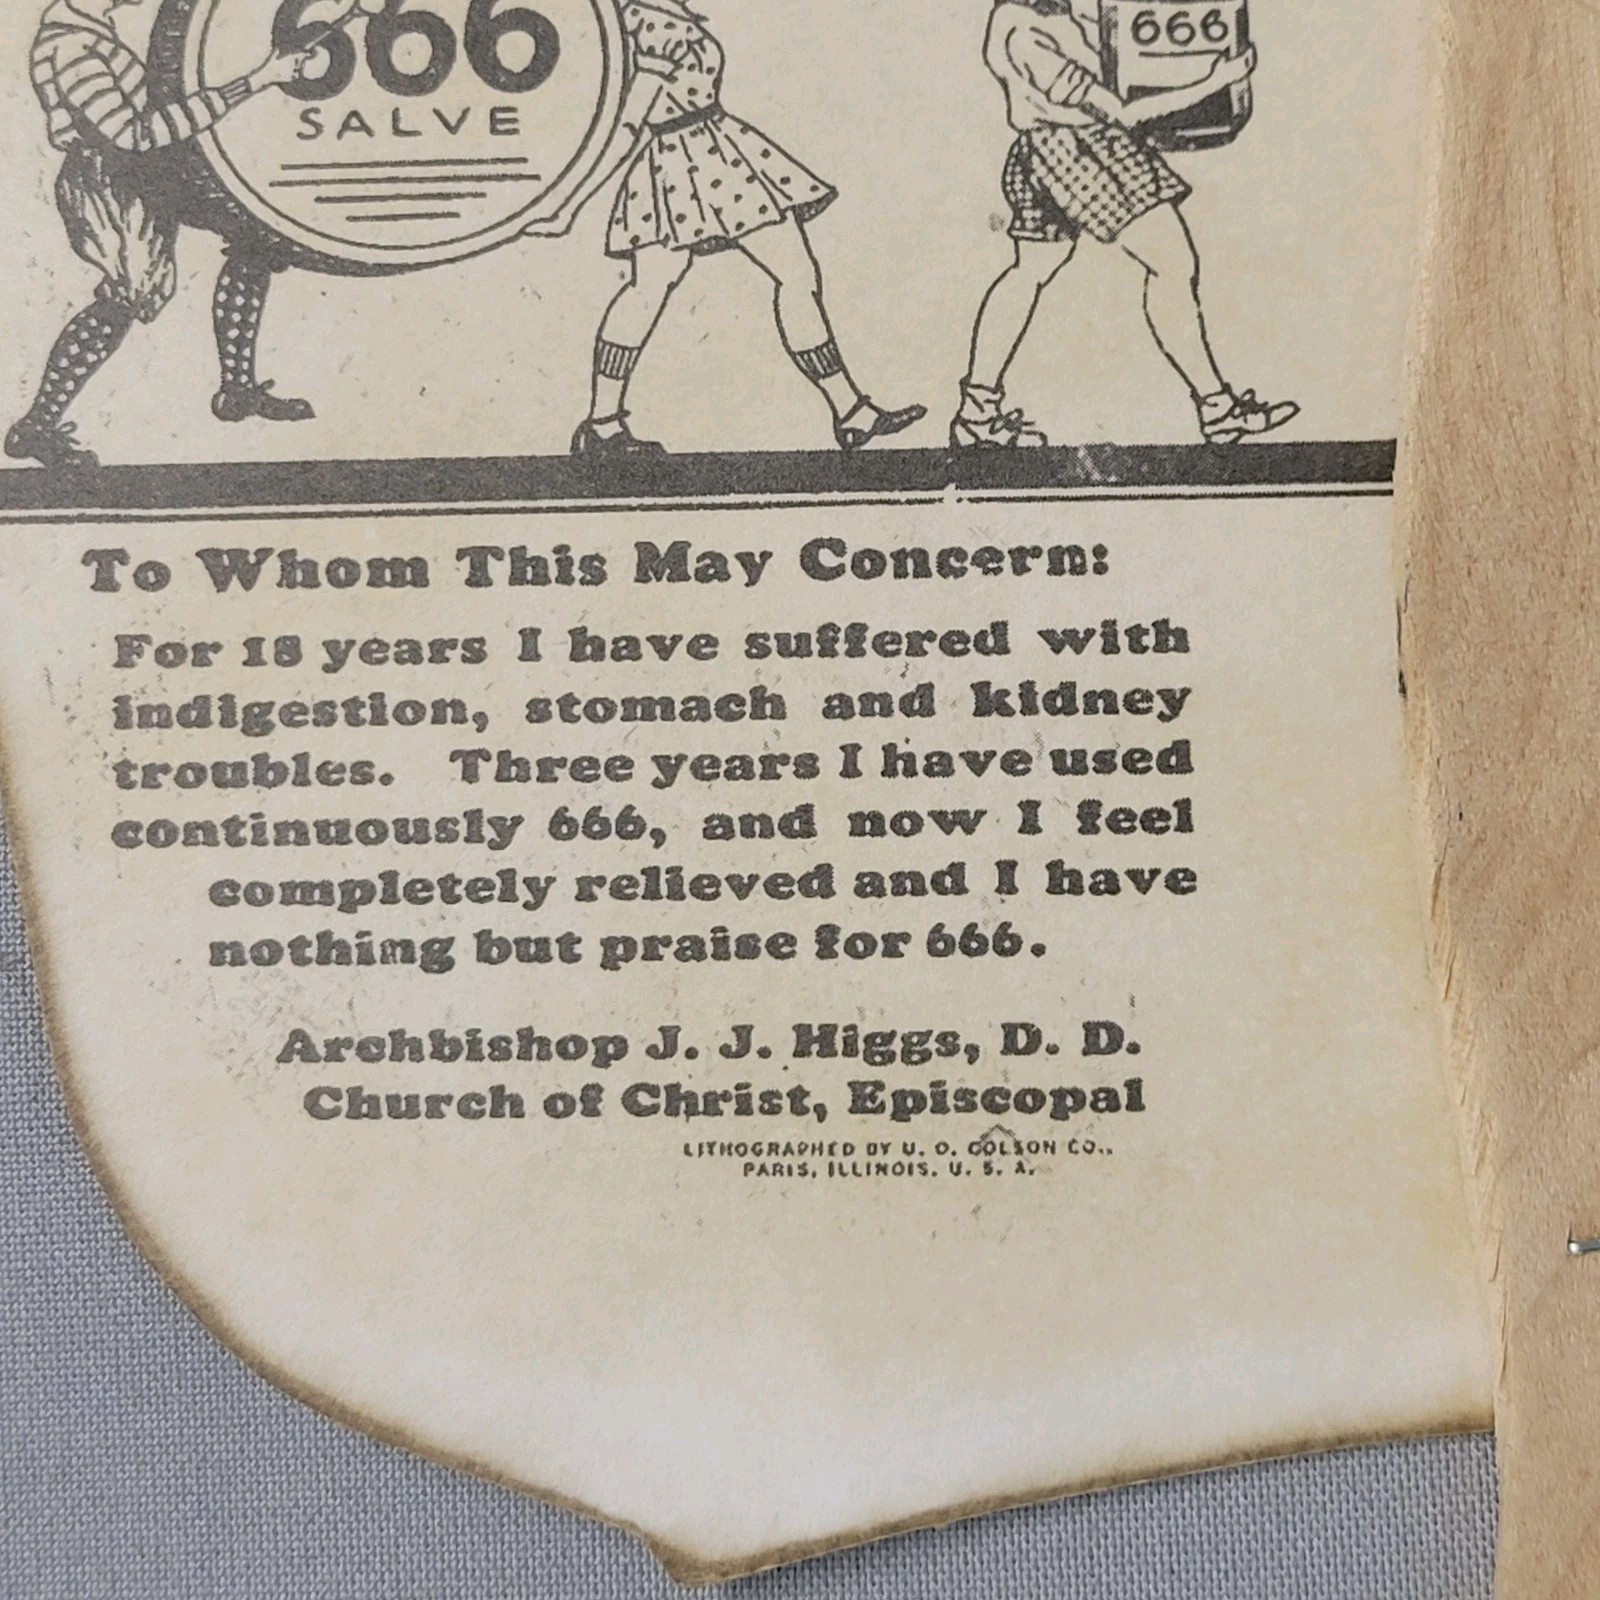 666
SALVE
666
To Whom This May Concern:
For 18 years I have suffered with
indigestion, stomach and kidney
troubles. Three years I have used
continuously 666, and now I feel
completely relieved and I have
nothing but praise for 666.
Archbishop J. J. Higgs, D. D.
Church of Christ, Episcopal
LITHOGRAPHED BY U. O. COLSON CO.,
PARIS, ILLINOIS, U. S. A.